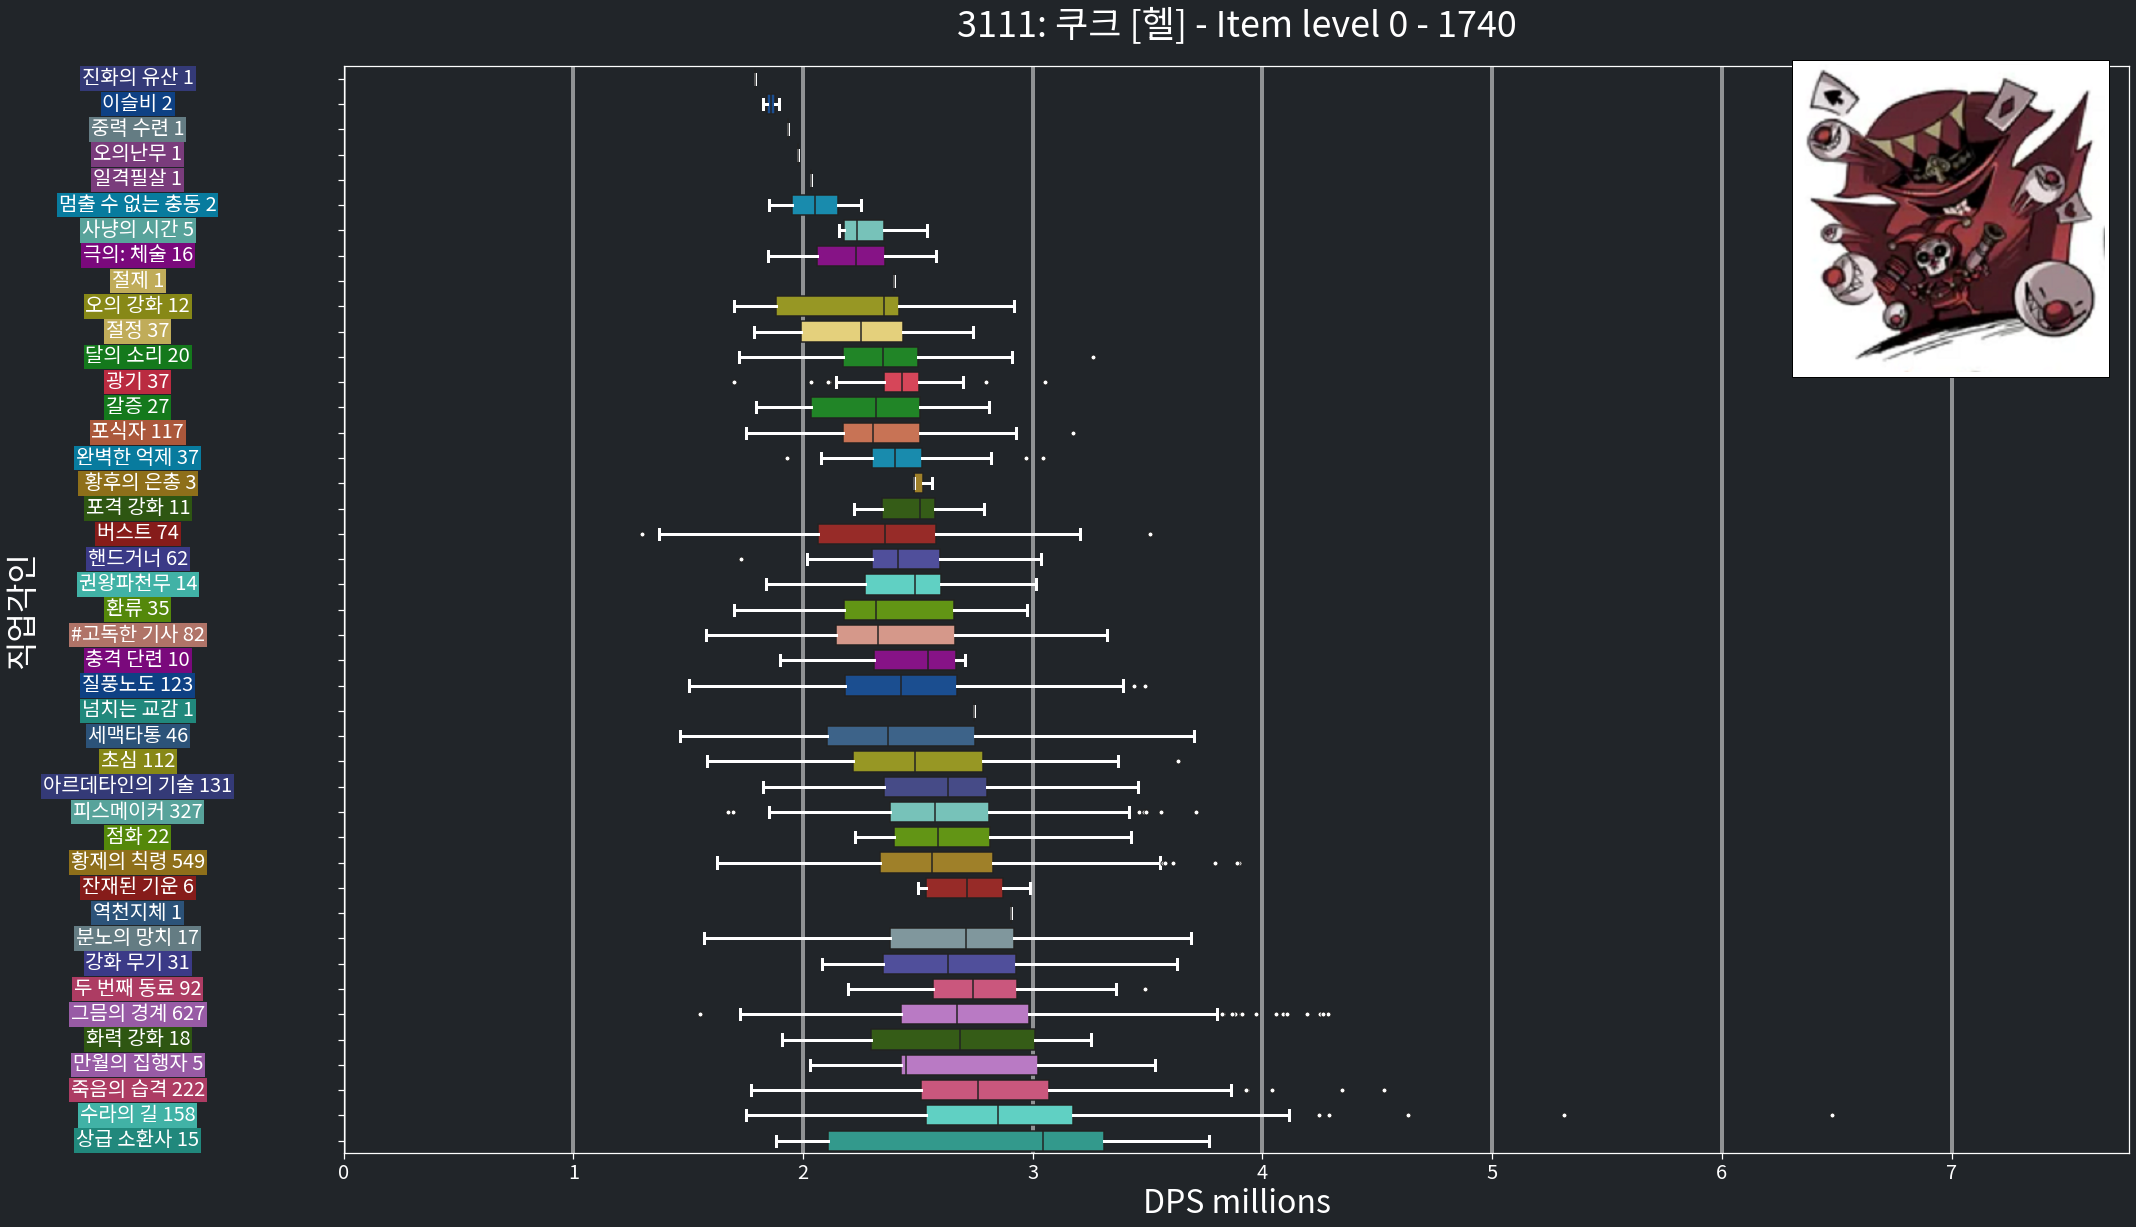 3111: 쿠크 [헬] - Item level 0 - 1740
진화의 유산 1
이슬비 2
중력 수련 1
오의난무 1
일격필살 1
멈출 수 없는 충동 2
사냥의 시간 5
극의: 체술 16
절제 1
오의 강화 12
절정 37
달의 소리 20
광기 37
갈증 27
포식자 117
완벽한 억제 37
황후의 은총 3
포격 강화 11
버스트 74
핸드거너 62
권왕파천무 14
환류 35
#고독한 기사 82
충격 단련 10
질풍노도 123
넘치는 교감 1
세맥타통 46
초심 112
아르데타인의 기술 131
피스메이커 327
점화 22
황제의 칙령 549
잔재된 기운 6
역천지체 1
분노의 망치 17
강화 무기 31
두 번째 동료 92
그믐의 경계 627
화력 강화 18
만월의 집행자 5
죽음의 습격 222
수라의 길 158
상급 소환사 15
직업각인
0 1 2 3 4 5 6 7
DPS millions